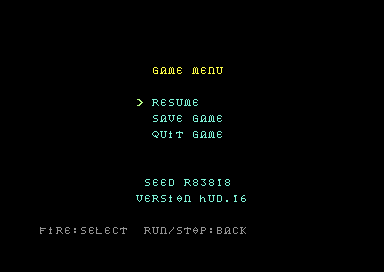 GAME MENU
> RESUME
SAVE GAME
QUIT GAME
SEED R83818
VERSION HUD.16
FIRE:SELECT RUN/STOP:BACK